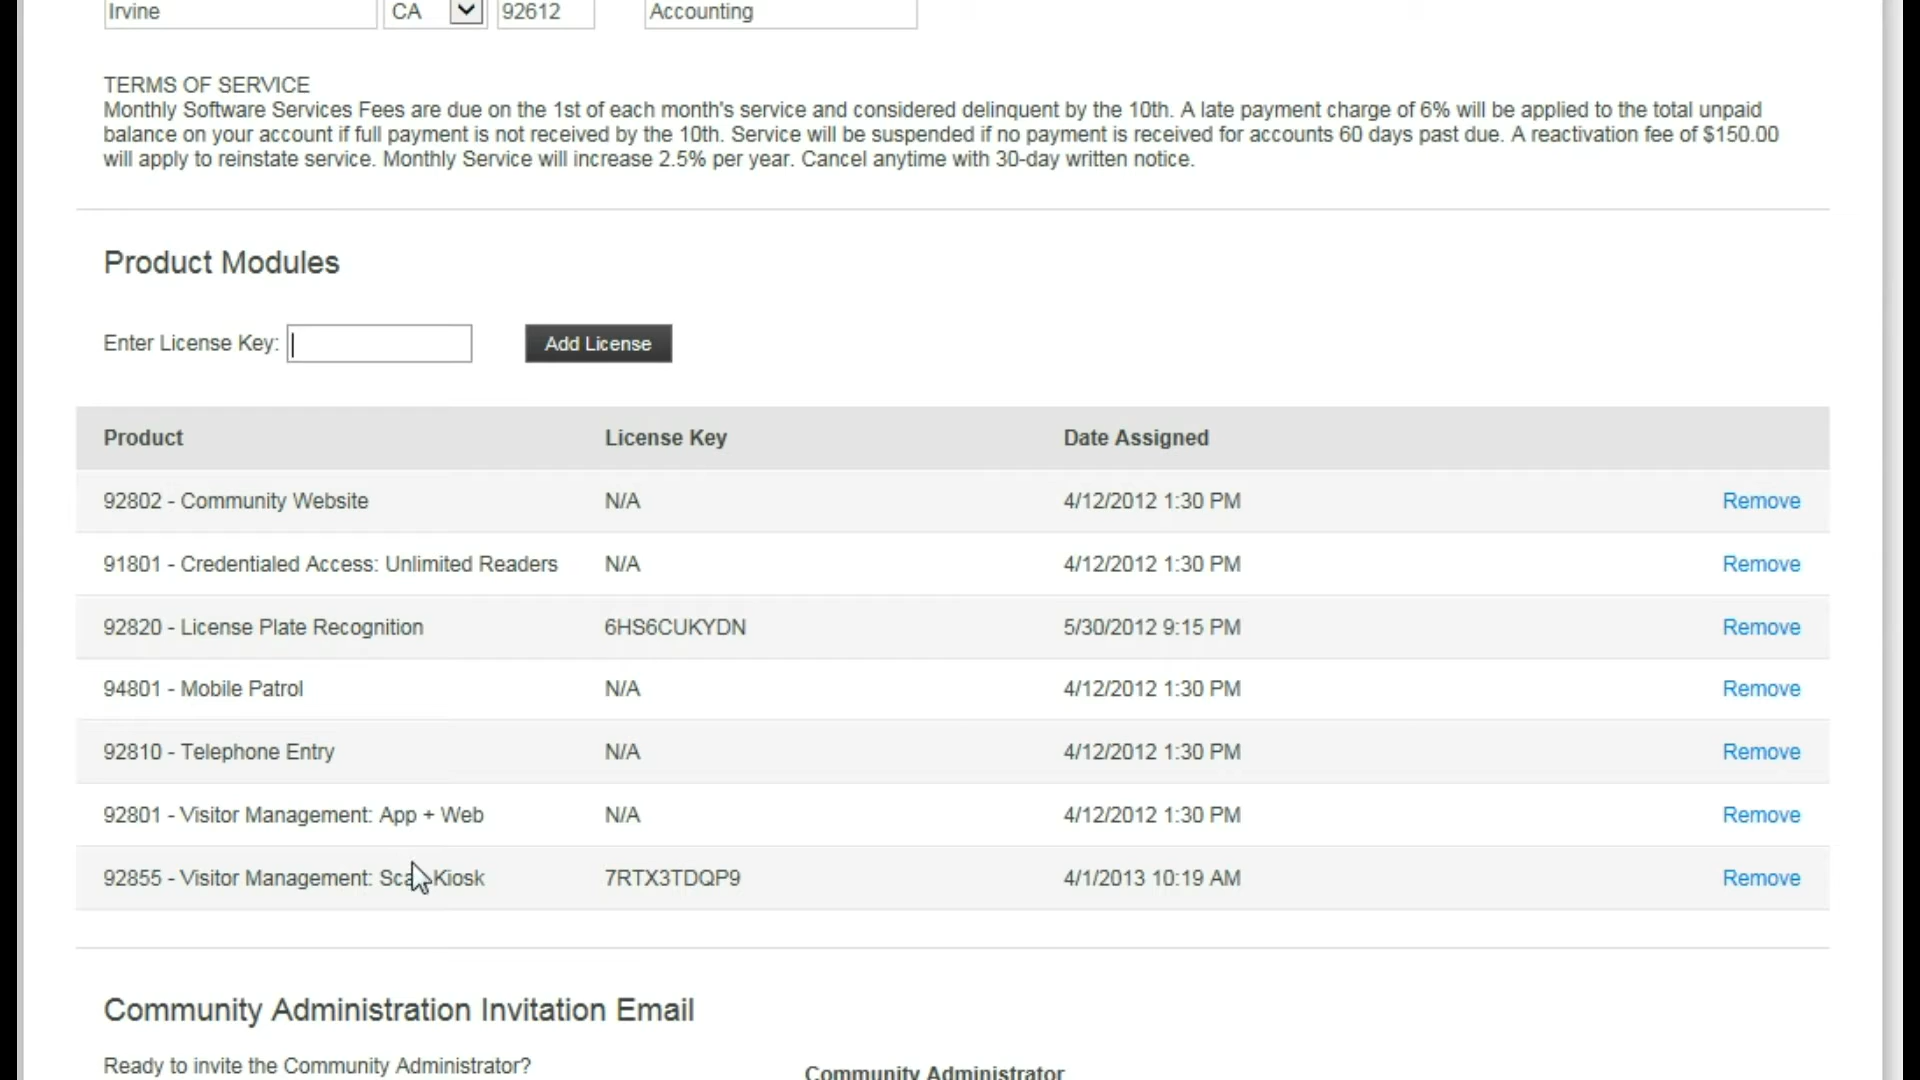 Irvine CA 92612 Accounting
TERMS OF SERVICE
Monthly Software Services Fees are due on the 1st of each month's service and considered delinquent by the 10th. A late payment charge of 6% will be applied to the total unpaid
balance on your account if full payment is not received by the 10th. Service will be suspended if no payment is received for accounts 60 days past due. A reactivation fee of $150.00
will apply to reinstate service. Monthly Service will increase 2.5% per year. Cancel anytime with 30-day written notice.
Product Modules
Enter License Key: Add License
Product License Key Date Assigned
92802 - Community Website N/A 4/12/2012 1:30 PM Remove
91801 - Credentialed Access: Unlimited Readers N/A 4/12/2012 1:30 PM Remove
92820 - License Plate Recognition 6HS6CUKYDN 5/30/2012 9:15 PM Remove
94801 - Mobile Patrol N/A 4/12/2012 1:30 PM Remove
92810 - Telephone Entry N/A 4/12/2012 1:30 PM Remove
92801 - Visitor Management: App + Web N/A 4/12/2012 1:30 PM Remove
92855 - Visitor Management: Scan Kiosk 7RTX3TDQP9 4/1/2013 10:19 AM Remove
Community Administration Invitation Email
Ready to invite the Community Administrator?
Community Administrator